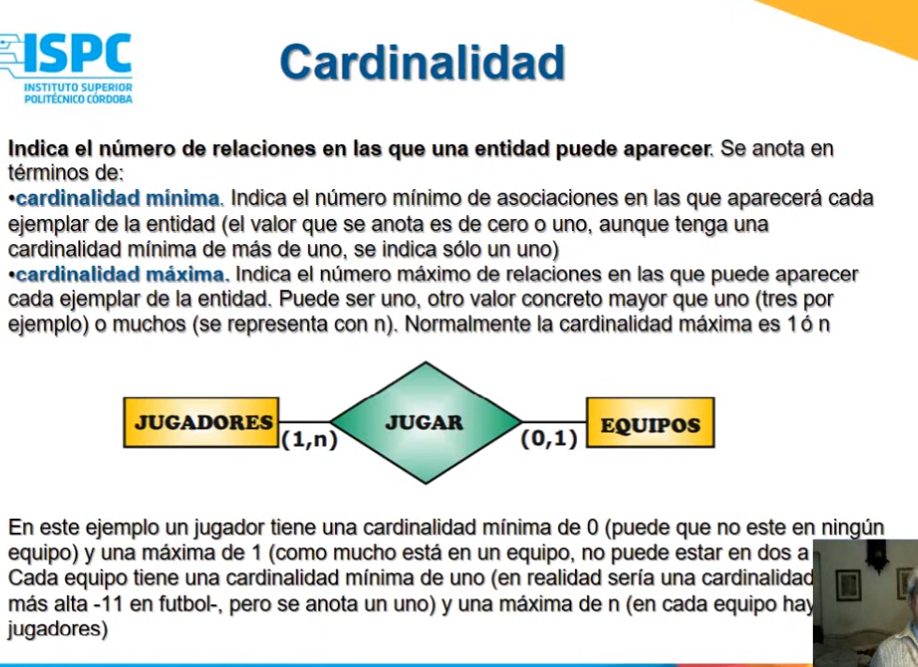 ISPC
INSTITUTO SUPERIOR
POLITÉCNICO CÓRDOBA
Cardinalidad
Indica el número de relaciones en las que una entidad puede aparecer. Se anota en
términos de:
•cardinalidad mínima. Indica el número mínimo de asociaciones en las que aparecerá cada
ejemplar de la entidad (el valor que se anota es de cero o uno, aunque tenga una
cardinalidad mínima de más de uno, se indica sólo un uno)
•cardinalidad máxima. Indica el número máximo de relaciones en las que puede aparecer
cada ejemplar de la entidad. Puede ser uno, otro valor concreto mayor que uno (tres por
ejemplo) o muchos (se representa con n). Normalmente la cardinalidad máxima es 1 ó n
JUGADORES
(1,n)
JUGAR
(0,1)
EQUIPOS
En este ejemplo un jugador tiene una cardinalidad mínima de 0 (puede que no este en ningún
equipo) y una máxima de 1 (como mucho está en un equipo, no puede estar en dos a
Cada equipo tiene una cardinalidad mínima de uno (en realidad sería una cardinalidad
más alta -11 en futbol-, pero se anota un uno) y una máxima de n (en cada equipo hay
jugadores)